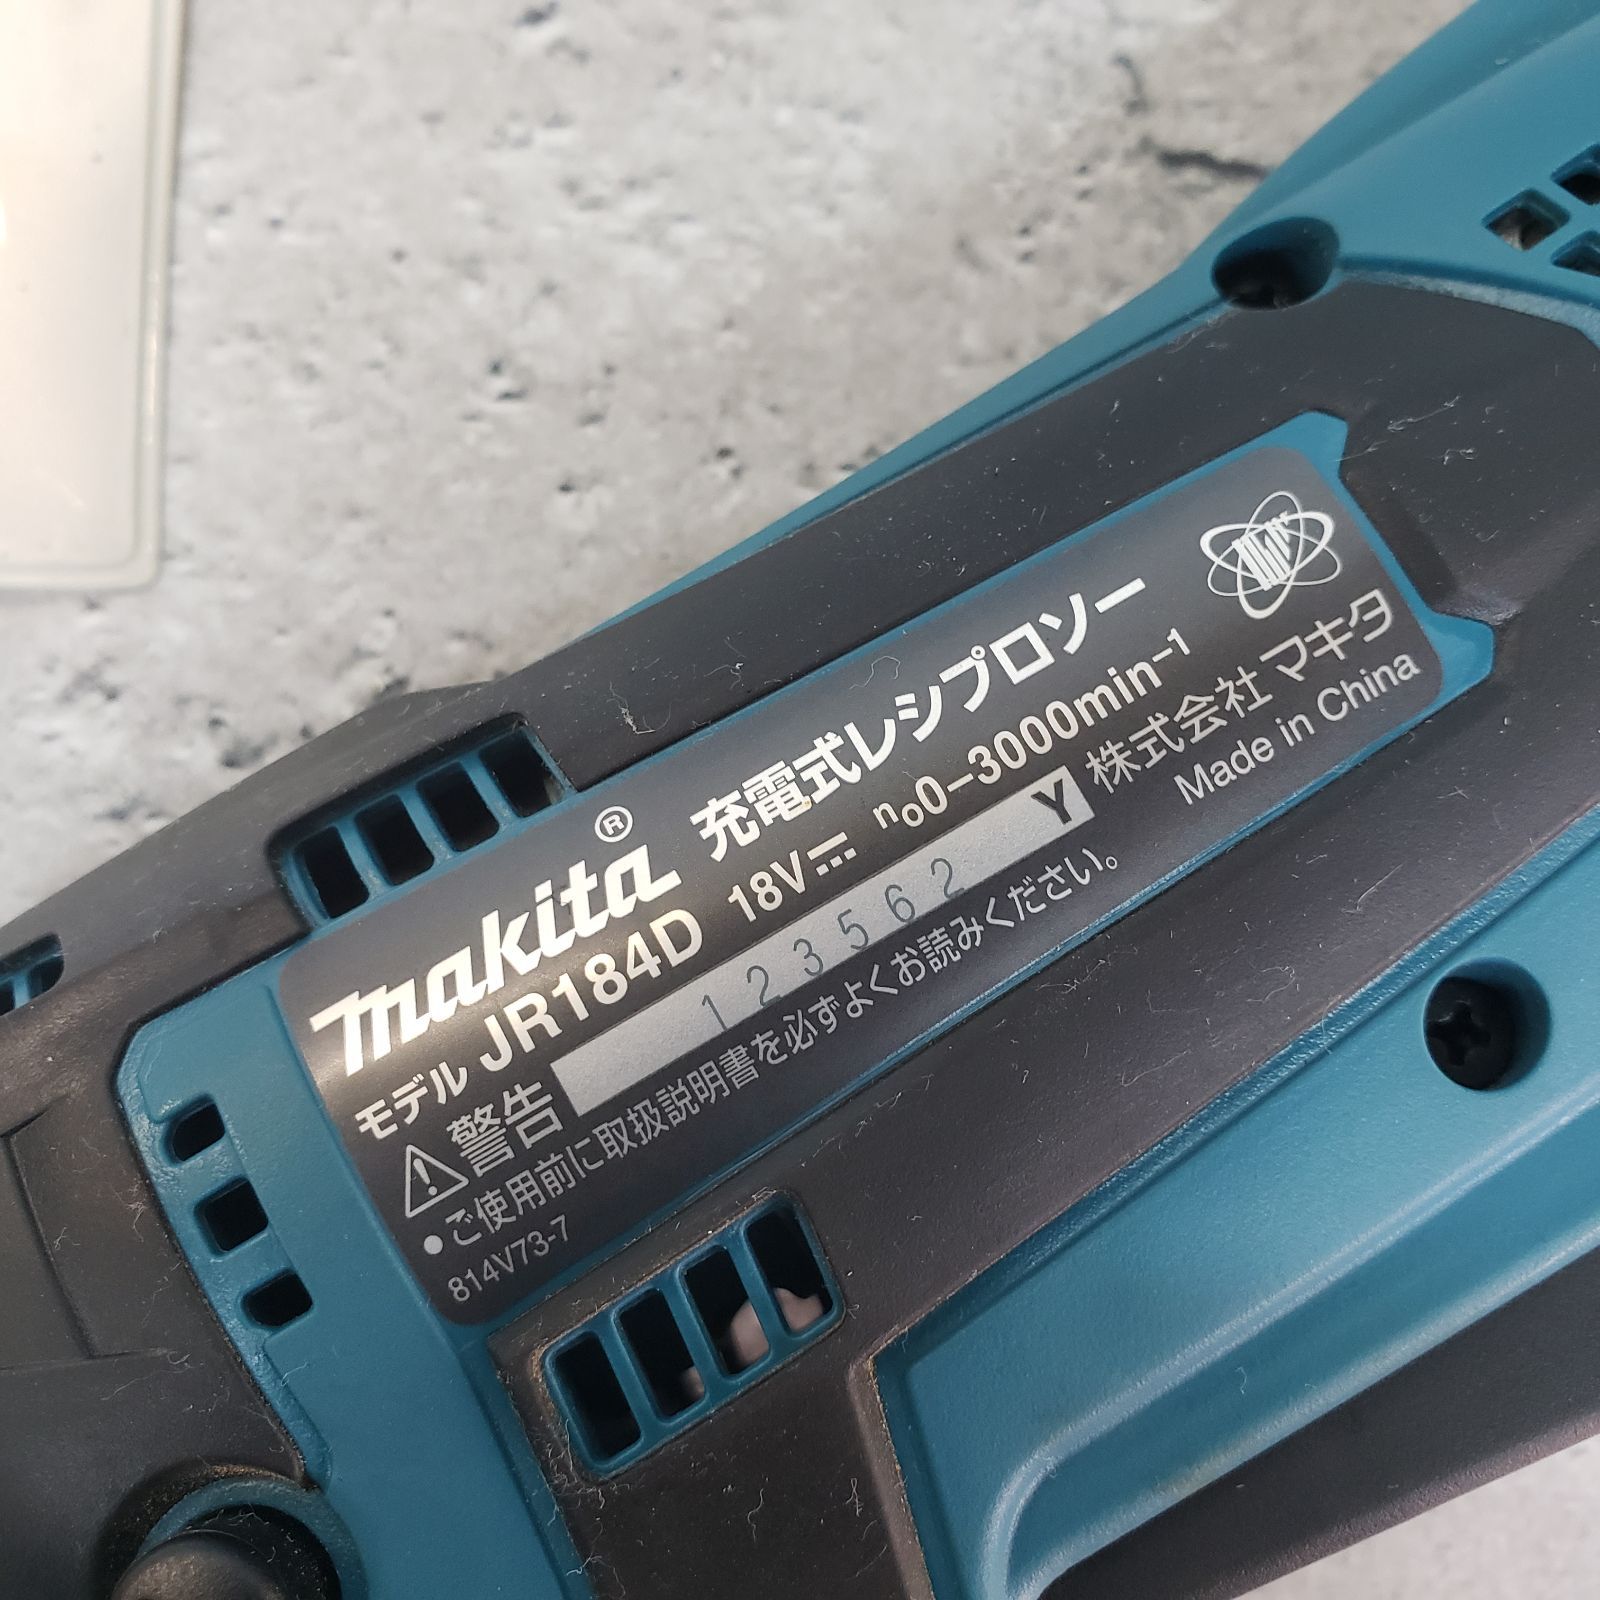 makita® 充電式レシプロソー
モデル JR184D 18V⎓ n₀0−3000min⁻¹
123562 Y
株式会社マキタ
⚠警告
Made in China
●ご使用前に取扱説明書を必ずよくお読みください。
814V73-7